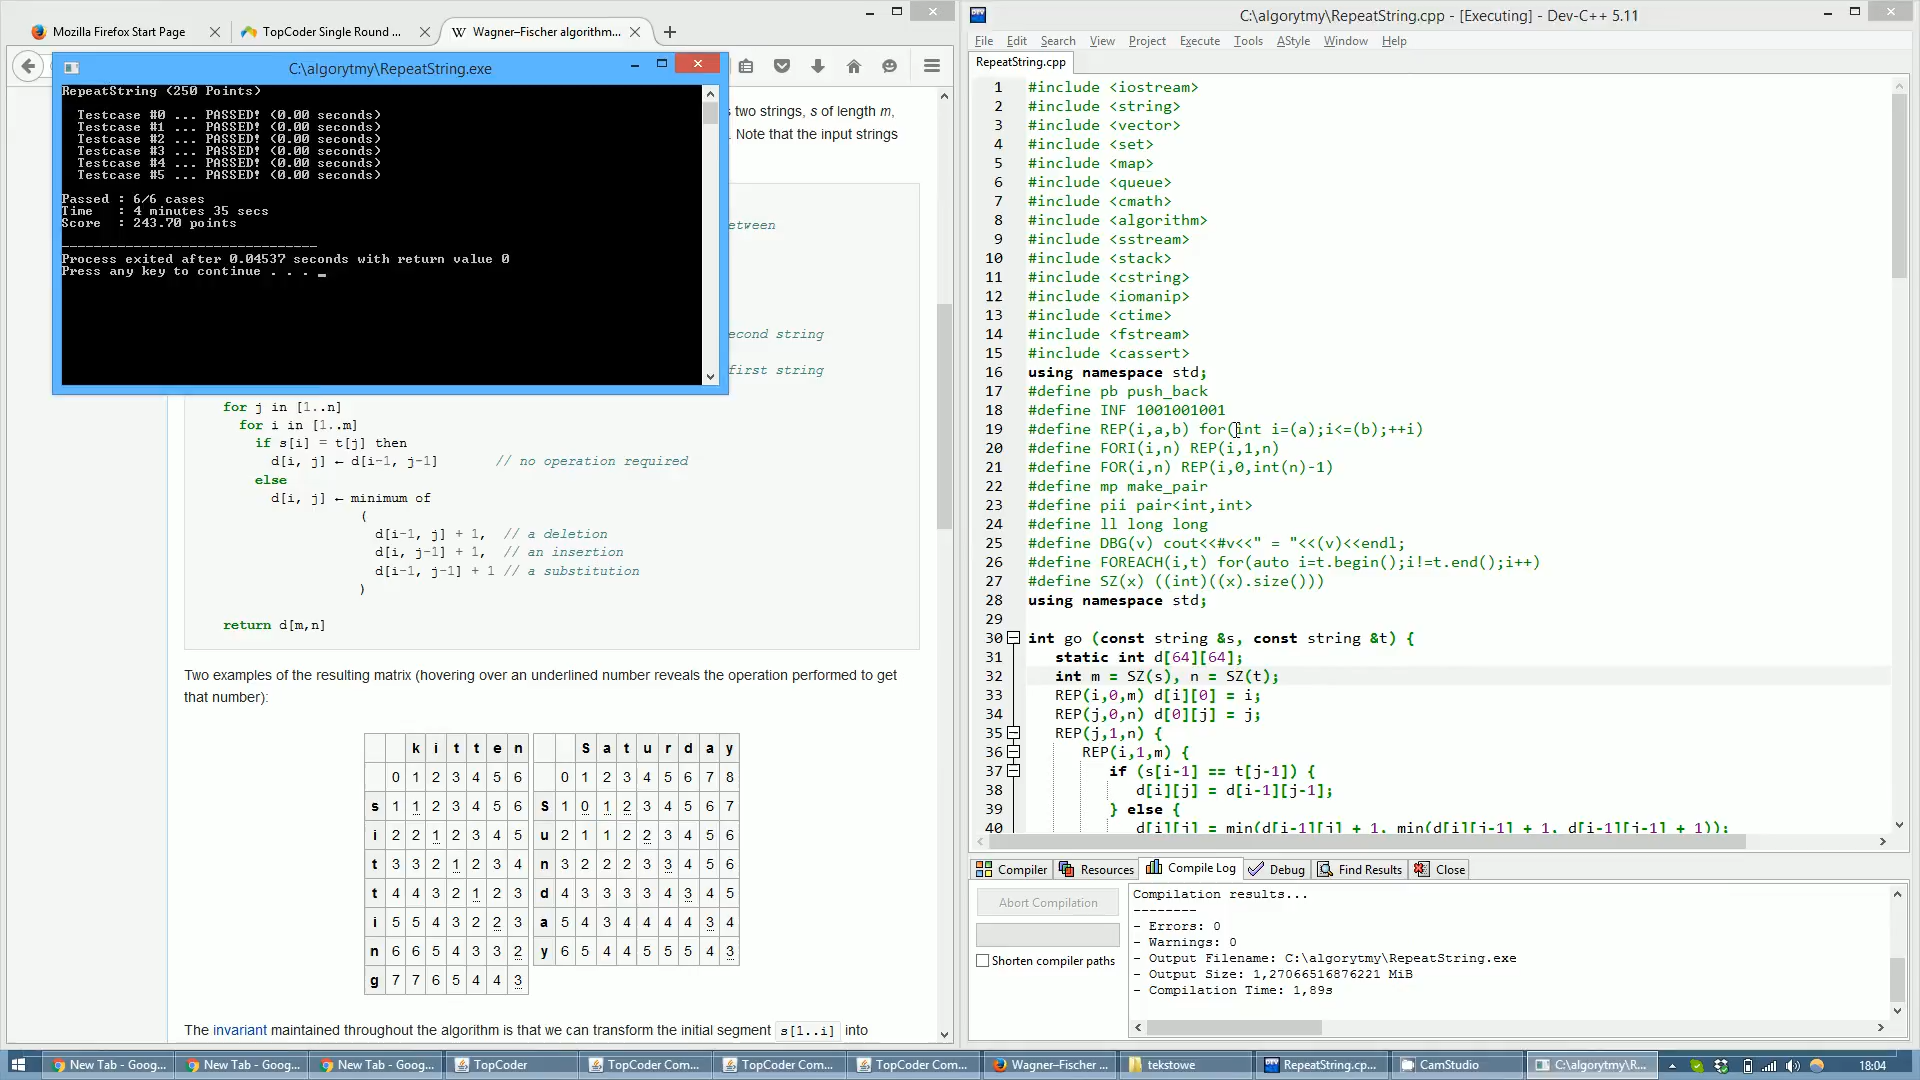 Mozilla Firefox Start Page
TopCoder Single Round ...
Wagner–Fischer algorithm...
C:\algorytmy\RepeatString.exe
RepeatString (250 Points)
Testcase #0 ... PASSED! (0.00 seconds)
Testcase #1 ... PASSED! (0.00 seconds)
Testcase #2 ... PASSED! (0.00 seconds)
Testcase #3 ... PASSED! (0.00 seconds)
Testcase #4 ... PASSED! (0.00 seconds)
Testcase #5 ... PASSED! (0.00 seconds)
Passed : 6/6 cases
Time : 4 minutes 35 secs
Score : 243.70 points
--------------------------------
Process exited after 0.04537 seconds with return value 0
Press any key to continue . . . _
two strings, s of length m,
. Note that the input strings
etween
econd string
first string
for j in [1..n]
for i in [1..m]
if s[i] = t[j] then
d[i, j] ← d[i-1, j-1] // no operation required
else
d[i, j] ← minimum of
(
d[i-1, j] + 1, // a deletion
d[i, j-1] + 1, // an insertion
d[i-1, j-1] + 1 // a substitution
)
return d[m,n]
Two examples of the resulting matrix (hovering over an underlined number reveals the operation performed to get
that number):
k i t t e n
0 1 2 3 4 5 6
s 1 1 2 3 4 5 6
i 2 2 1 2 3 4 5
t 3 3 2 1 2 3 4
t 4 4 3 2 1 2 3
i 5 5 4 3 2 2 3
n 6 6 5 4 3 3 2
g 7 7 6 5 4 4 3
S a t u r d a y
0 1 2 3 4 5 6 7 8
S 1 0 1 2 3 4 5 6 7
u 2 1 1 2 2 3 4 5 6
n 3 2 2 2 3 3 4 5 6
d 4 3 3 3 3 4 3 4 5
a 5 4 3 4 4 4 4 3 4
y 6 5 4 4 5 5 5 4 3
The invariant maintained throughout the algorithm is that we can transform the initial segment s[1..i] into
C:\algorytmy\RepeatString.cpp - [Executing] - Dev-C++ 5.11
File Edit Search View Project Execute Tools AStyle Window Help
RepeatString.cpp
1 #include <iostream>
2 #include <string>
3 #include <vector>
4 #include <set>
5 #include <map>
6 #include <queue>
7 #include <cmath>
8 #include <algorithm>
9 #include <sstream>
10 #include <stack>
11 #include <cstring>
12 #include <iomanip>
13 #include <ctime>
14 #include <fstream>
15 #include <cassert>
16 using namespace std;
17 #define pb push_back
18 #define INF 1001001001
19 #define REP(i,a,b) for(int i=(a);i<=(b);++i)
20 #define FORI(i,n) REP(i,1,n)
21 #define FOR(i,n) REP(i,0,int(n)-1)
22 #define mp make_pair
23 #define pii pair<int,int>
24 #define ll long long
25 #define DBG(v) cout<<#v<<" = "<<(v)<<endl;
26 #define FOREACH(i,t) for(auto i=t.begin();i!=t.end();i++)
27 #define SZ(x) ((int)((x).size()))
28 using namespace std;
29
30 int go (const string &s, const string &t) {
31 static int d[64][64];
32 int m = SZ(s), n = SZ(t);
33 REP(i,0,m) d[i][0] = i;
34 REP(j,0,n) d[0][j] = j;
35 REP(j,1,n) {
36 REP(i,1,m) {
37 if (s[i-1] == t[j-1]) {
38 d[i][j] = d[i-1][j-1];
39 } else {
40 d[i][j] = min(d[i-1][j] + 1, min(d[i][j-1] + 1, d[i-1][j-1] + 1));
Compiler Resources Compile Log Debug Find Results Close
Abort Compilation
Shorten compiler paths
Compilation results...
--------
- Errors: 0
- Warnings: 0
- Output Filename: C:\algorytmy\RepeatString.exe
- Output Size: 1,27066516876221 MiB
- Compilation Time: 1,89s
New Tab - Goog...
New Tab - Goog...
New Tab - Goog...
TopCoder
TopCoder Com...
TopCoder Com...
TopCoder Com...
Wagner–Fischer ...
tekstowe
RepeatString.cp...
CamStudio
C:\algorytmy\R...
18:04